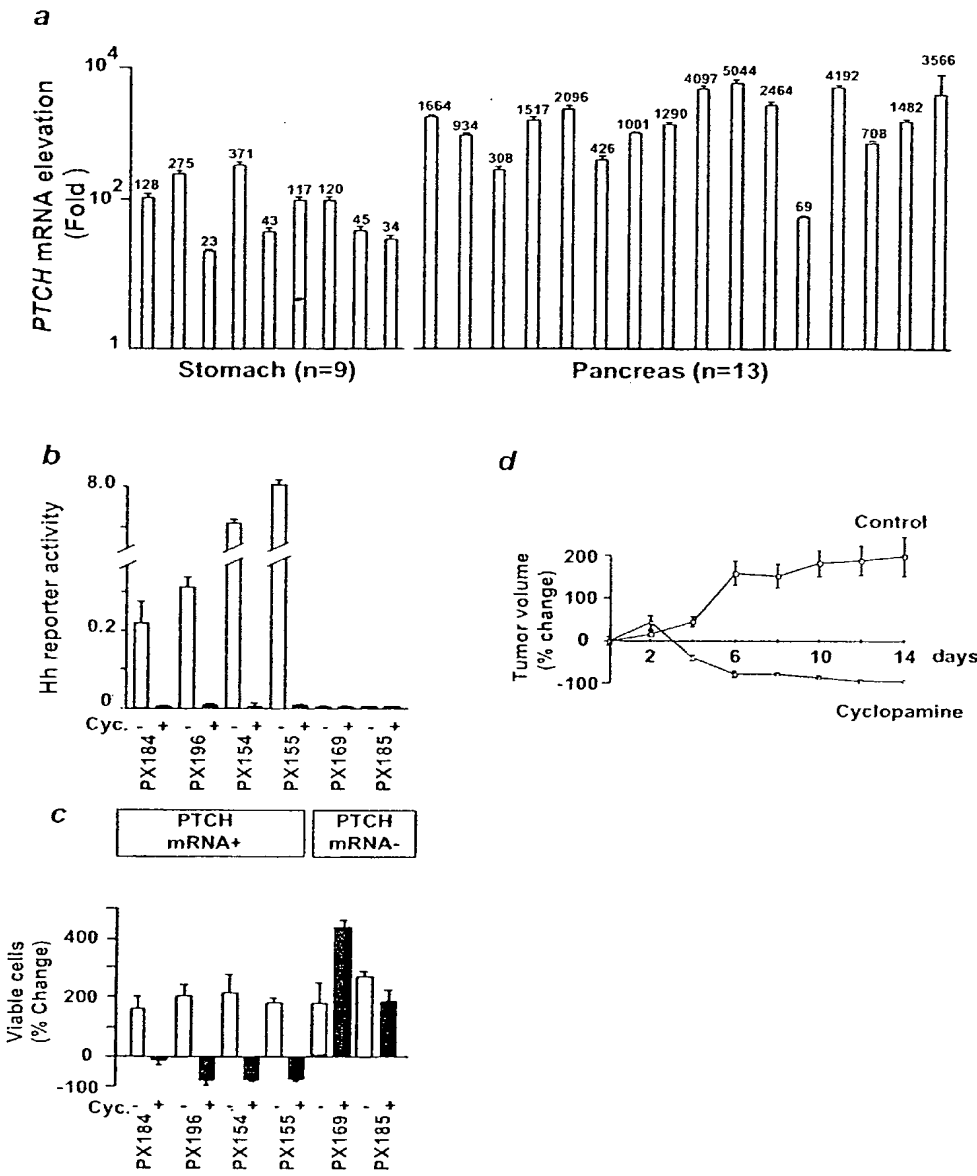 a
PTCH mRNA elevation
(Fold)
10^4
10^2
1
128
275
23
371
43
117
120
45
34
1664
934
308
1517
2096
426
1001
1290
4097
5044
2464
69
4192
708
1482
3566
Stomach (n=9)
Pancreas (n=13)
b
Hh reporter activity
8.0
0.2
0
Cyc. - + - + - + - + - + - +
PX184
PX196
PX154
PX155
PX169
PX185
d
Tumor volume
(% change)
200
100
0
-100
2
6
10
14
days
Control
Cyclopamine
c
PTCH
mRNA+
PTCH
mRNA-
Viable cells
(% Change)
400
200
0
-100
Cyc. - + - + - + - + - + - +
PX184
PX196
PX154
PX155
PX169
PX185